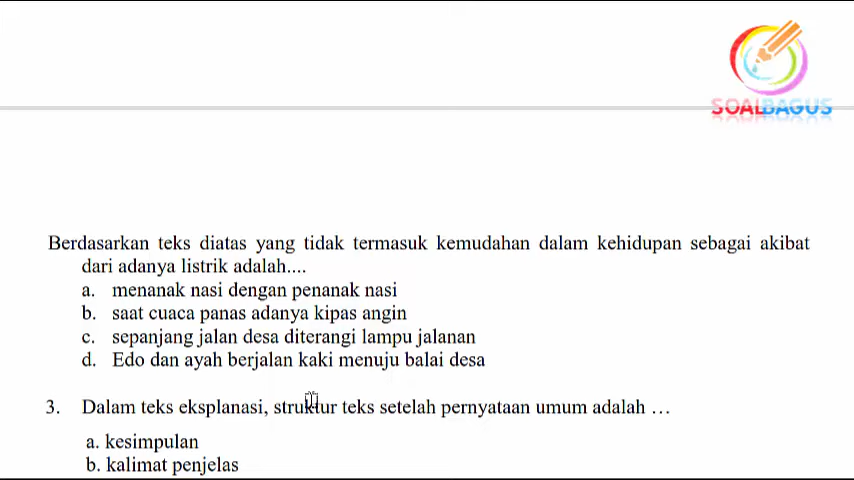 SOALBAGUS
Berdasarkan teks diatas yang tidak termasuk kemudahan dalam kehidupan sebagai akibat
dari adanya listrik adalah....
a. menanak nasi dengan penanak nasi
b. saat cuaca panas adanya kipas angin
c. sepanjang jalan desa diterangi lampu jalanan
d. Edo dan ayah berjalan kaki menuju balai desa
3. Dalam teks eksplanasi, struktur teks setelah pernyataan umum adalah …
a. kesimpulan
b. kalimat penjelas